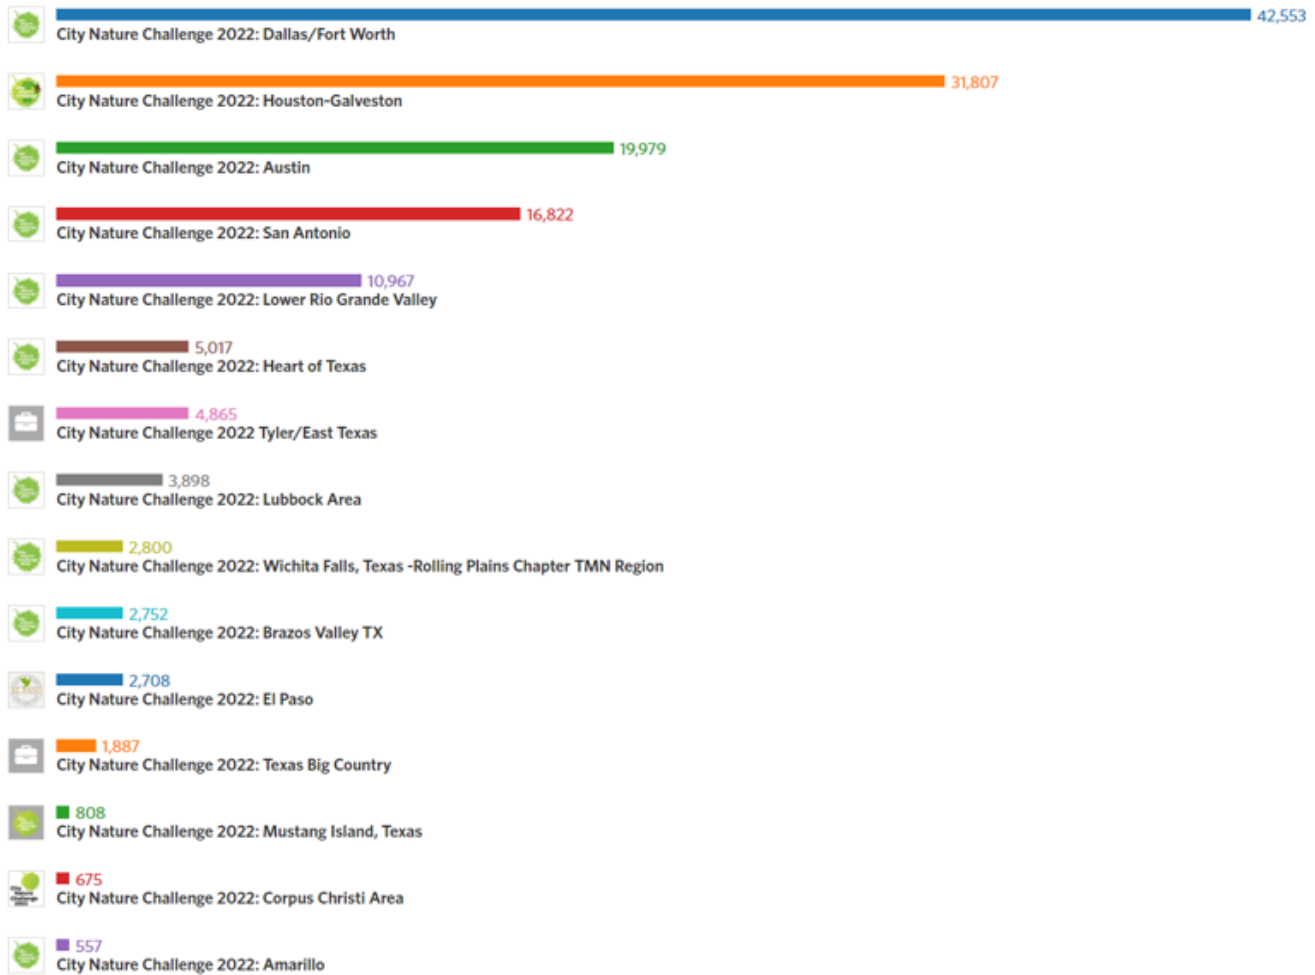 42,553
City Nature Challenge 2022: Dallas/Fort Worth
31,807
City Nature Challenge 2022: Houston-Galveston
19,979
City Nature Challenge 2022: Austin
16,822
City Nature Challenge 2022: San Antonio
10,967
City Nature Challenge 2022: Lower Rio Grande Valley
5,017
City Nature Challenge 2022: Heart of Texas
4,865
City Nature Challenge 2022 Tyler/East Texas
3,898
City Nature Challenge 2022: Lubbock Area
2,800
City Nature Challenge 2022: Wichita Falls, Texas -Rolling Plains Chapter TMN Region
2,752
City Nature Challenge 2022: Brazos Valley TX
2,708
City Nature Challenge 2022: El Paso
1,887
City Nature Challenge 2022: Texas Big Country
808
City Nature Challenge 2022: Mustang Island, Texas
675
City Nature Challenge 2022: Corpus Christi Area
557
City Nature Challenge 2022: Amarillo